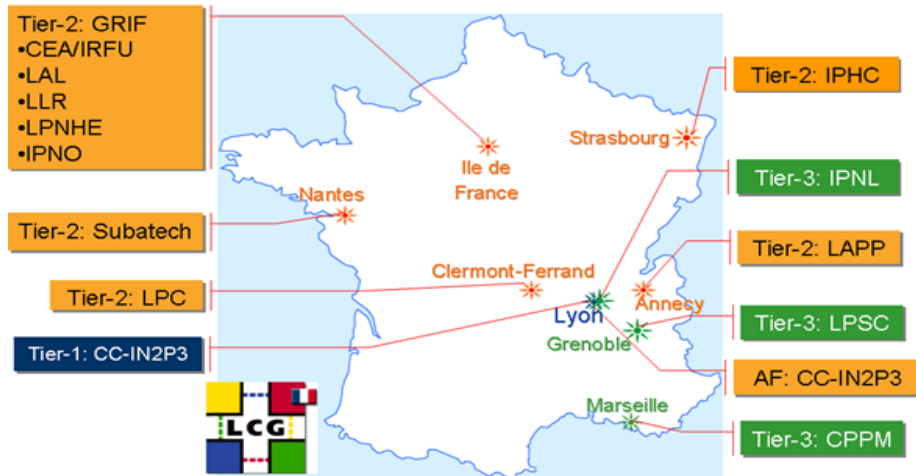 Tier-2: GRIF
•CEA/IRFU
•LAL
•LLR
•LPNHE
•IPNO
Tier-2: Subatech
Tier-2: LPC
Tier-1: CC-IN2P3
Strasbourg
Ile de
France
Nantes
Clermont-Ferrand
Annecy
Lyon
Grenoble
Marseille
LCG
Tier-2: IPHC
Tier-3: IPNL
Tier-2: LAPP
Tier-3: LPSC
AF: CC-IN2P3
Tier-3: CPPM